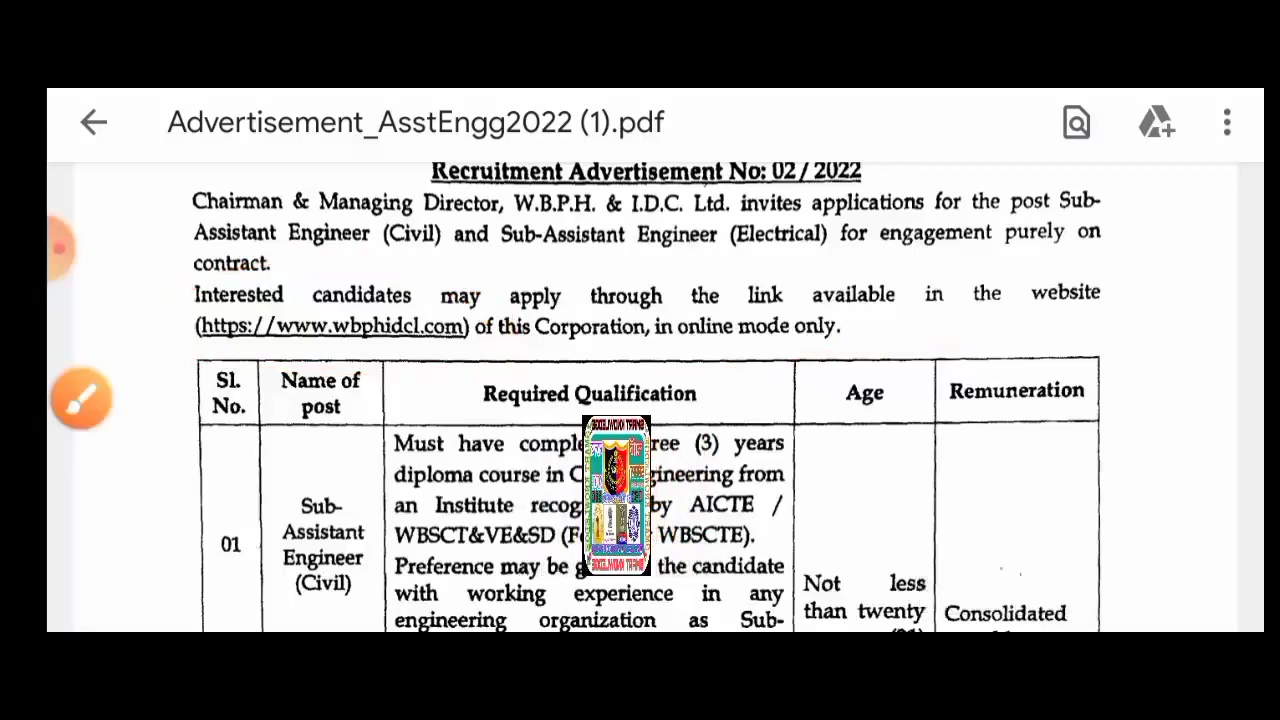 Advertisement_AsstEngg2022 (1).pdf
Recruitment Advertisement No: 02 / 2022
Chairman & Managing Director, W.B.P.H. & I.D.C. Ltd. invites applications for the post Sub-
Assistant Engineer (Civil) and Sub-Assistant Engineer (Electrical) for engagement purely on
contract.
Interested candidates may apply through the link available in the website
(https://www.wbphidcl.com) of this Corporation, in online mode only.
Sl.
No.
Name of
post
Required Qualification
Age
Remuneration
01
Sub-
Assistant
Engineer
(Civil)
Must have (3) years
diploma course in from
an Institute by AICTE /
WBSCT&VE&SD WBSCTE).
Preference may be the candidate
with working experience in any
engineering organization as Sub-
Not less
than twenty
Consolidated